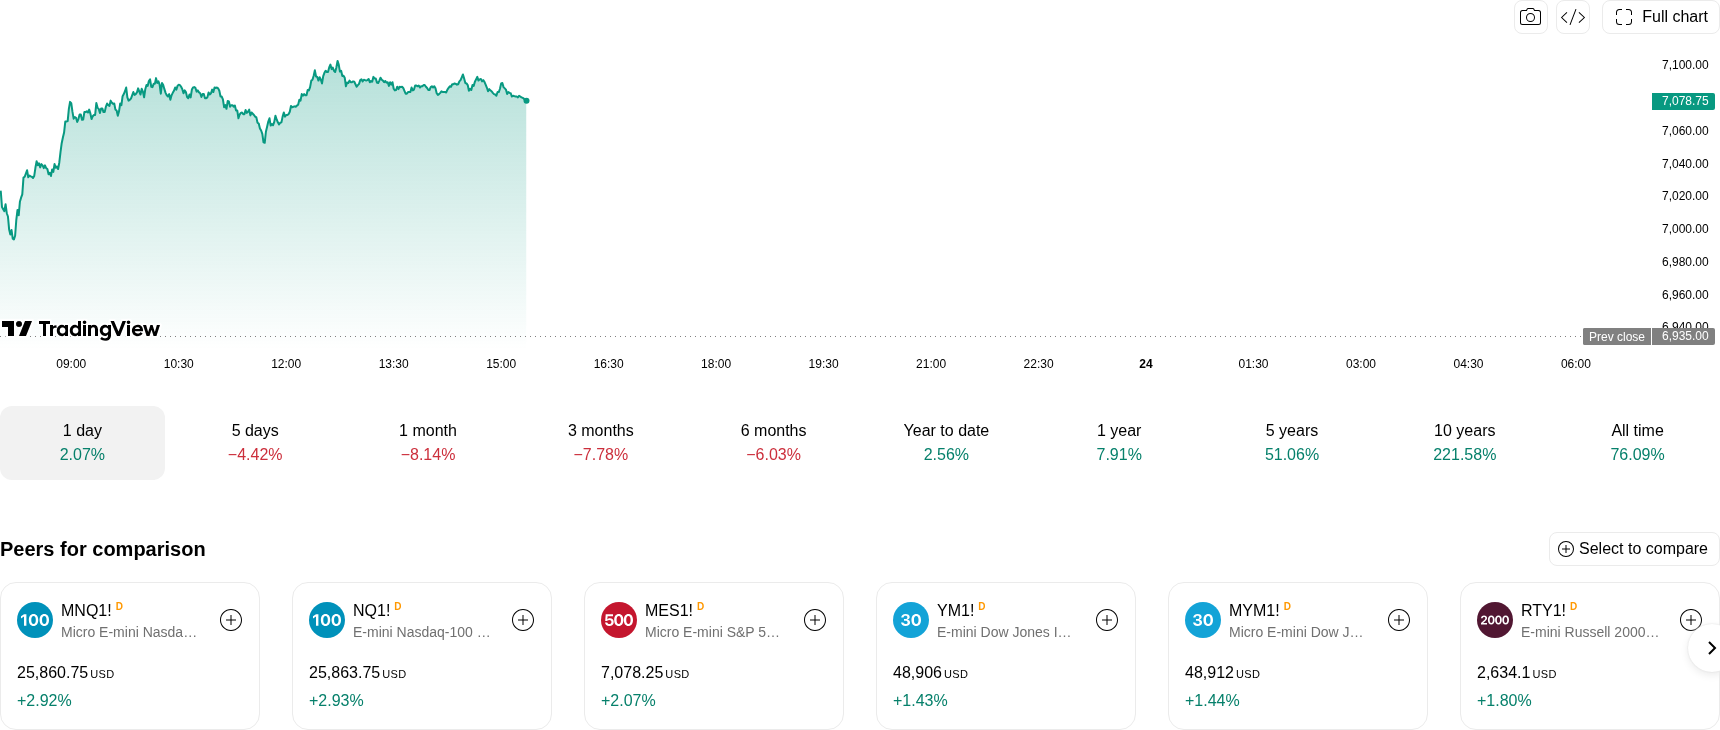 Full chart
7,100.00
7,078.75
7,060.00
7,040.00
7,020.00
7,000.00
6,980.00
6,960.00
6,940.00
Prev close 6,935.00
TradingView
09:00 10:30 12:00 13:30 15:00 16:30 18:00 19:30 21:00 22:30 24 01:30 03:00 04:30 06:00
1 day 5 days 1 month 3 months 6 months Year to date 1 year 5 years 10 years All time
2.07% −4.42% −8.14% −7.78% −6.03% 2.56% 7.91% 51.06% 221.58% 76.09%
Peers for comparison
Select to compare
100 MNQ1! D
Micro E-mini Nasda…
25,860.75 USD
+2.92%
100 NQ1! D
E-mini Nasdaq-100 …
25,863.75 USD
+2.93%
500 MES1! D
Micro E-mini S&P 5…
7,078.25 USD
+2.07%
30 YM1! D
E-mini Dow Jones I…
48,906 USD
+1.43%
30 MYM1! D
Micro E-mini Dow J…
48,912 USD
+1.44%
2000 RTY1! D
E-mini Russell 2000…
2,634.1 USD
+1.80%